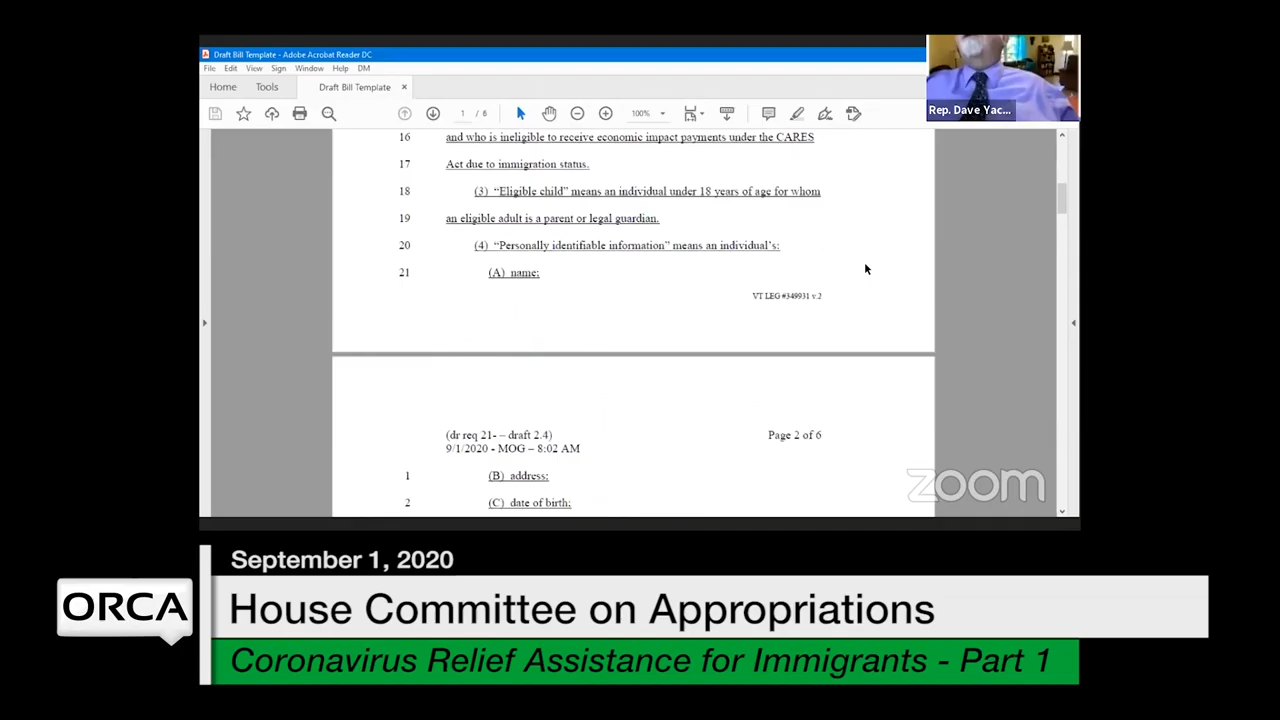 Draft Bill Template - Adobe Acrobat Reader DC
File Edit View Sign Window Help DM
Home Tools Draft Bill Template ×
1 / 6 100%
Rep. Dave Yac...
16 and who is ineligible to receive economic impact payments under the CARES
17 Act due to immigration status.
18 (3) “Eligible child” means an individual under 18 years of age for whom
19 an eligible adult is a parent or legal guardian.
20 (4) “Personally identifiable information” means an individual’s:
21 (A) name;
VT LEG #349931 v.2
(dr req 21- – draft 2.4) Page 2 of 6
9/1/2020 - MOG – 8:02 AM
1 (B) address;
2 (C) date of birth;
zoom
September 1, 2020
ORCA
House Committee on Appropriations
Coronavirus Relief Assistance for Immigrants - Part 1